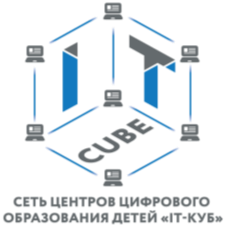 IT
CUBE
СЕТЬ ЦЕНТРОВ ЦИФРОВОГО
ОБРАЗОВАНИЯ ДЕТЕЙ «IT-КУБ»